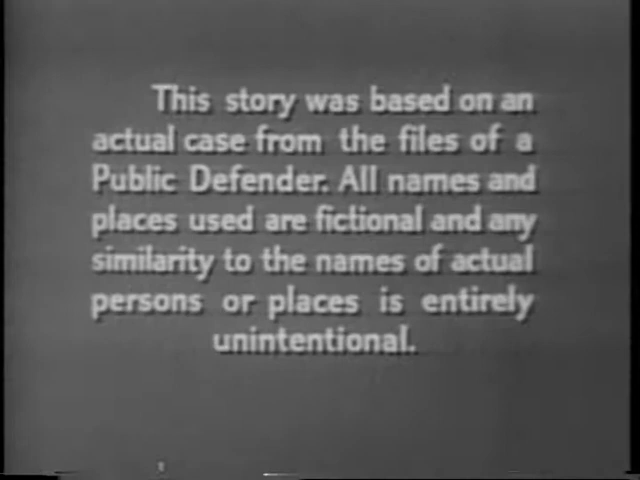 This story was based on an
actual case from the files of a
Public Defender. All names and
places used are fictional and any
similarity to the names of actual
persons or places is entirely
unintentional.